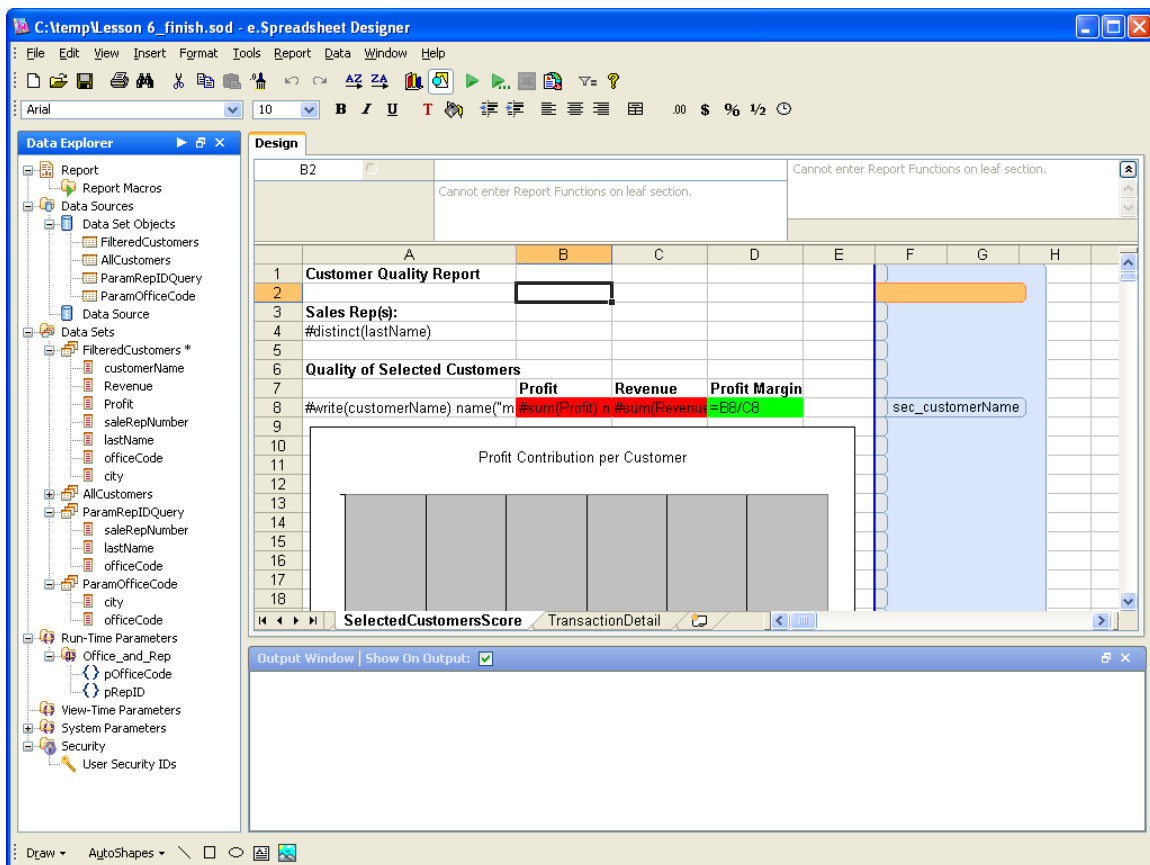 C:\temp\Lesson 6_finish.sod - e.Spreadsheet Designer
File Edit View Insert Format Tools Report Data Window Help
Arial 10 B I U T .00 $ % ½
Data Explorer
Report
Report Macros
Data Sources
Data Set Objects
FilteredCustomers
AllCustomers
ParamRepIDQuery
ParamOfficeCode
Data Source
Data Sets
FilteredCustomers *
customerName
Revenue
Profit
saleRepNumber
lastName
officeCode
city
AllCustomers
ParamRepIDQuery
saleRepNumber
lastName
officeCode
ParamOfficeCode
city
officeCode
Run-Time Parameters
Office_and_Rep
pOfficeCode
pRepID
View-Time Parameters
System Parameters
Security
User Security IDs
Design
B2
Cannot enter Report Functions on leaf section.
Cannot enter Report Functions on leaf section.
A B C D E F G H
1 Customer Quality Report
2
3 Sales Rep(s):
4 #distinct(lastName)
5
6 Quality of Selected Customers
7 Profit Revenue Profit Margin
8 #write(customerName) name("m #sum(Profit) n #sum(Revenue =B8/C8 sec_customerName
9
10
11 Profit Contribution per Customer
12
13
14
15
16
17
18
SelectedCustomersScore TransactionDetail
Output Window | Show On Output:
Draw AutoShapes